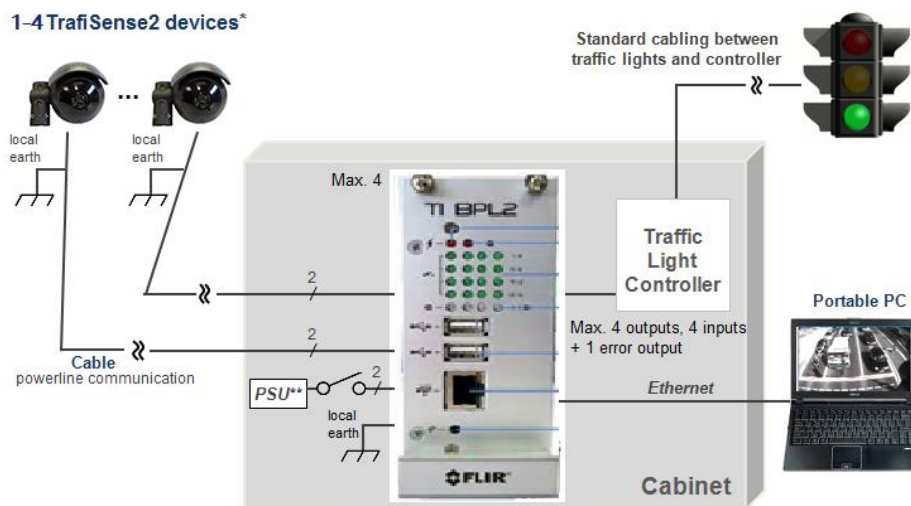 1-4 TrafiSense2 devices*
Standard cabling between
traffic lights and controller
...
local
earth
local
earth
Max. 4
TI BPL2
2
Traffic
Light
Controller
Portable PC
Max. 4 outputs, 4 inputs
+ 1 error output
2
Cable
powerline communication
PSU**
2
Ethernet
local
earth
FLIR
Cabinet